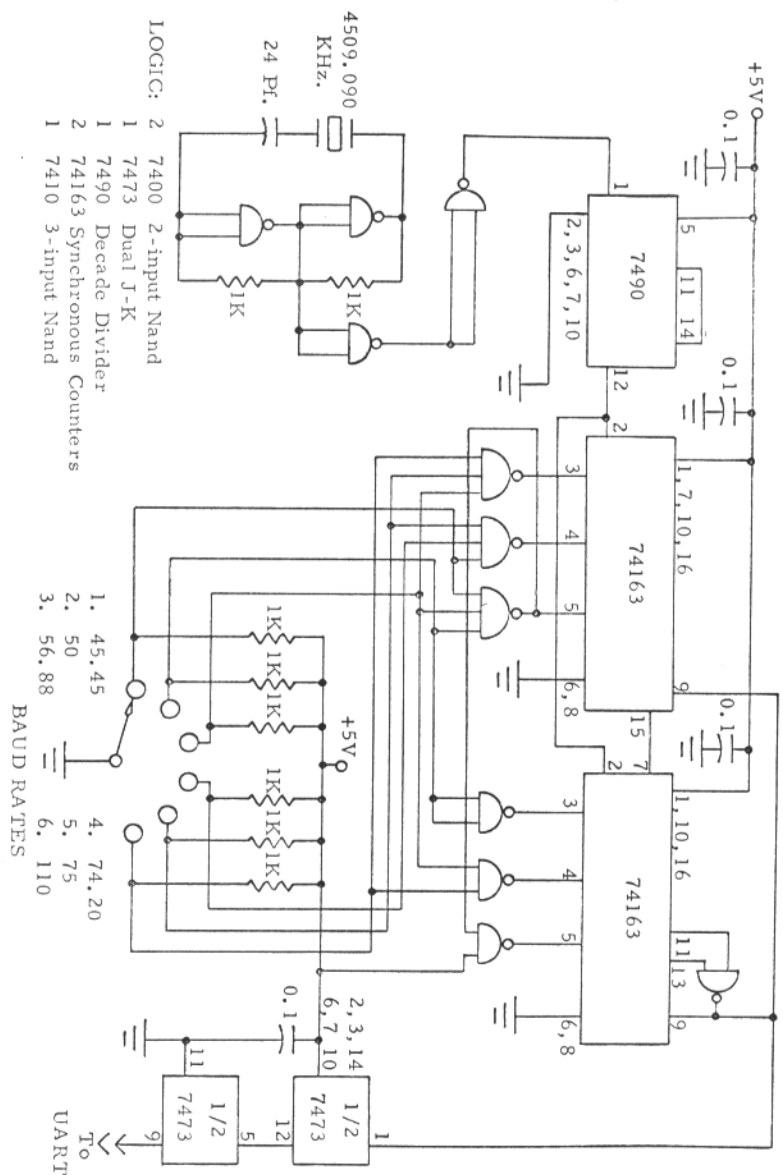 +5V
0.1
0.1
0.1
1
5
11 14
7490
2,3,6,7,10
12
2
1,7,10,16
74163
3
4
5
6,8
9
15
7
2
1,10,16
74163
11
13
3
4
5
6,8
9
4509.090
KHz.
24 Pf.
1K
1K
+5V
1K
1K
1K
1K
1K
1K
2,3,14
6,7,10
0.1
1
1/2
7473
12
11
5
1/2
7473
9
To
UART
LOGIC: 2 7400 2-input Nand
1 7473 Dual J-K
1 7490 Decade Divider
2 74163 Synchronous Counters
1 7410 3-input Nand
1. 45.45
2. 50
3. 56.88
4. 74.20
5. 75
6. 110
BAUD RATES